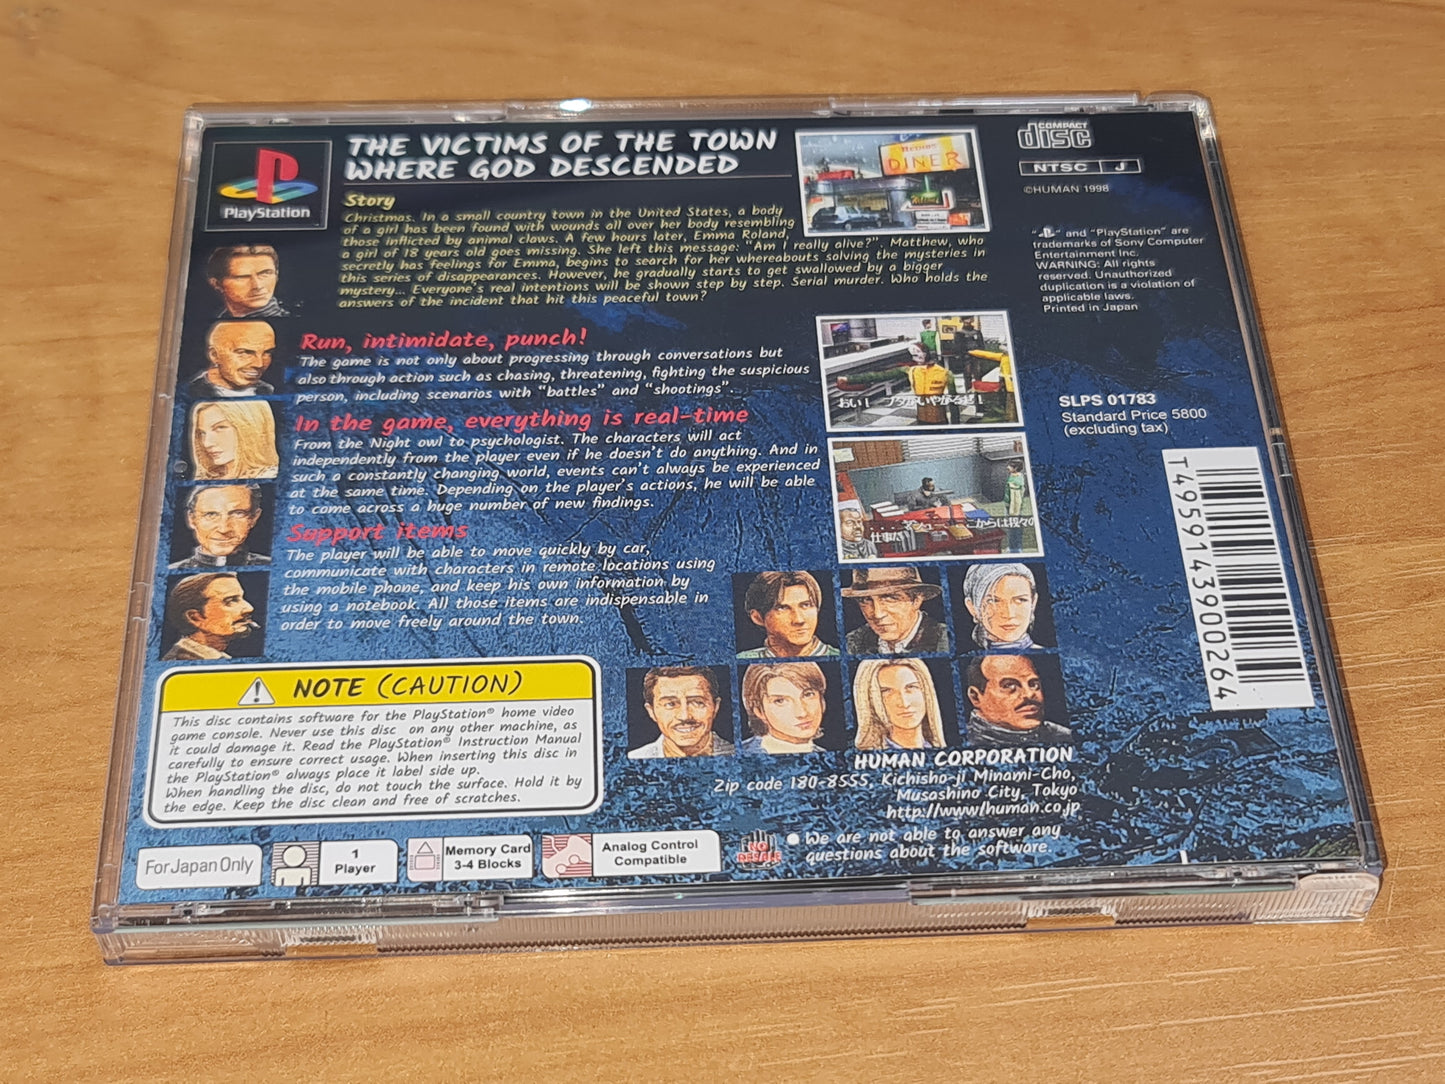 PlayStation
THE VICTIMS OF THE TOWN
WHERE GOD DESCENDED
Story
Christmas. In a small country town in the United States, a body
of a girl has been found with wounds all over her body resembling
those inflicted by animal claws. A few hours later, Emma Roland,
a girl of 18 years old goes missing. She left this message: "Am I really alive?". Matthew, who
secretly has feelings for Emma, begins to search for her whereabouts solving the mysteries in
this series of disappearances. However, he gradually starts to get swallowed by a bigger
mystery... Everyone's real intentions will be shown step by step. Serial murder. Who holds the
answers of the incident that hit this peaceful town?
DINER
COMPACT
disc
NTSC J
©HUMAN 1998
" " and "PlayStation" are
trademarks of Sony Computer
Entertainment Inc.
WARNING: All rights
reserved. Unauthorized
duplication is a violation of
applicable laws.
Printed in Japan
Run, intimidate, punch!
The game is not only about progressing through conversations but
also through action such as chasing, threatening, fighting the suspicious
person, including scenarios with "battles" and "shootings".
In the game, everything is real-time
From the Night owl to psychologist. The characters will act
independently from the player even if he doesn't do anything. And in
such a constantly changing world, events can't always be experienced
at the same time. Depending on the player's actions, he will be able
to come across a huge number of new findings.
Support items
The player will be able to move quickly by car,
communicate with characters in remote locations using
the mobile phone, and keep his own information by
using a notebook. All those items are indispensable in
order to move freely around the town.
おい！
こからは段々の
仕事だ
SLPS 01783
Standard Price 5800
(excluding tax)
T4959143900264
NOTE (CAUTION)
This disc contains software for the PlayStation® home video
game console. Never use this disc on any other machine, as
it could damage it. Read the PlayStation® Instruction Manual
carefully to ensure correct usage. When inserting this disc in
the PlayStation® always place it label side up.
When handling the disc, do not touch the surface. Hold it by
the edge. Keep the disc clean and free of scratches.
HUMAN CORPORATION
Zip code 180-8555, Kichisho-ji Minami-Cho,
Musashino City, Tokyo
http://www/human.co.jp
For Japan Only
1
Player
Memory Card
3-4 Blocks
Analog Control
Compatible
NO
RESALE
● We are not able to answer any
questions about the software.